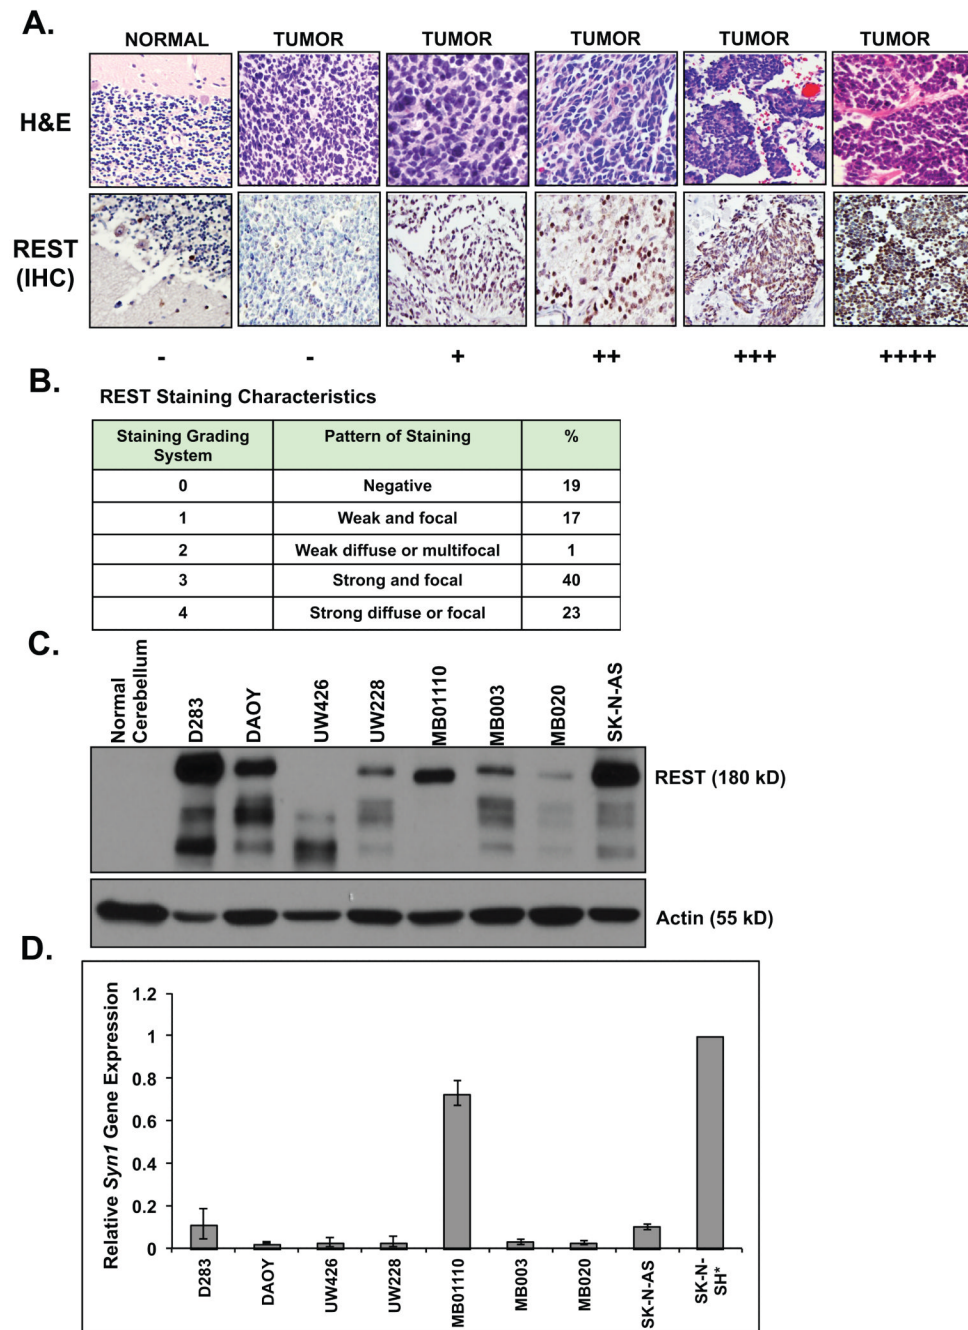 A.
NORMAL TUMOR TUMOR TUMOR TUMOR TUMOR
H&E
REST
(IHC)
- - + ++ +++ ++++
B.
REST Staining Characteristics
Staining Grading System Pattern of Staining %
0 Negative 19
1 Weak and focal 17
2 Weak diffuse or multifocal 1
3 Strong and focal 40
4 Strong diffuse or focal 23
C.
Normal Cerebellum D283 DAOY UW426 UW228 MB01110 MB003 MB020 SK-N-AS
REST (180 kD)
Actin (55 kD)
D.
Relative Syn1 Gene Expression
1.2
1
0.8
0.6
0.4
0.2
0
D283 DAOY UW426 UW228 MB01110 MB003 MB020 SK-N-AS SK-N-SH*